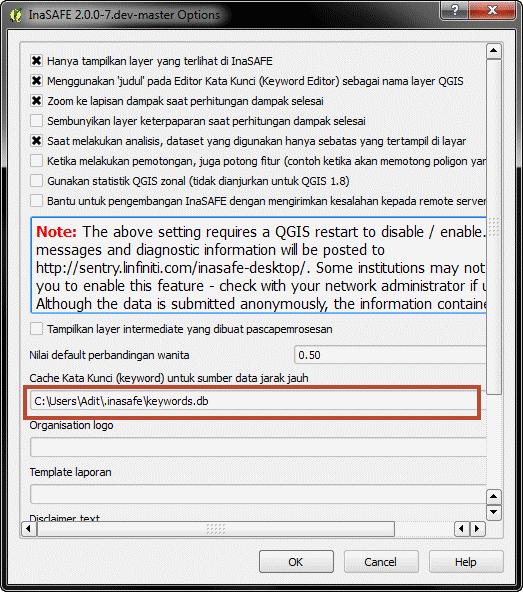 InaSAFE 2.0.0-7.dev-master Options
Hanya tampilkan layer yang terlihat di InaSAFE
Menggunakan 'judul' pada Editor Kata Kunci (Keyword Editor) sebagai nama layer QGIS
Zoom ke lapisan dampak saat perhitungan dampak selesai
Sembunyikan layer keterpaparan saat perhitungan dampak selesai
Saat melakukan analisis, dataset yang digunakan hanya sebatas yang tertampil di layar
Ketika melakukan pemotongan, juga potong fitur (contoh ketika akan memotong poligon yan
Gunakan statistik QGIS zonal (tidak dianjurkan untuk QGIS 1.8)
Bantu untuk pengembangan InaSAFE dengan mengirimkan kesalahan kepada remote server
Note: The above setting requires a QGIS restart to disable / enable.
messages and diagnostic information will be posted to
http://sentry.linfiniti.com/inasafe-desktop/. Some institutions may not
you to enable this feature - check with your network administrator if u
Although the data is submitted anonymously, the information containe
Tampilkan layer intermediate yang dibuat pascapemrosesan
Nilai default perbandingan wanita 0.50
Cache Kata Kunci (keyword) untuk sumber data jarak jauh
C:\Users\Adit\.inasafe\keywords.db
Organisation logo
Template laporan
Disclaimer text
OK Cancel Help